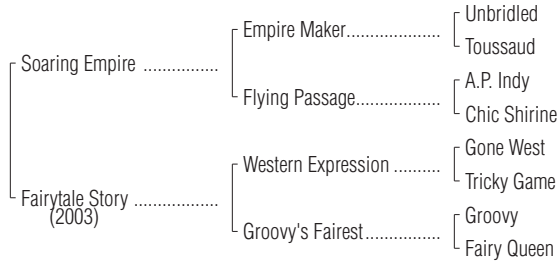 Unbridled
Empire Maker.....................
Toussaud
Soaring Empire ................
A.P. Indy
Flying Passage...................
Chic Shirine
Gone West
Western Expression ..........
Tricky Game
Fairytale Story ..................
(2003)
Groovy
Groovy's Fairest.................
Fairy Queen